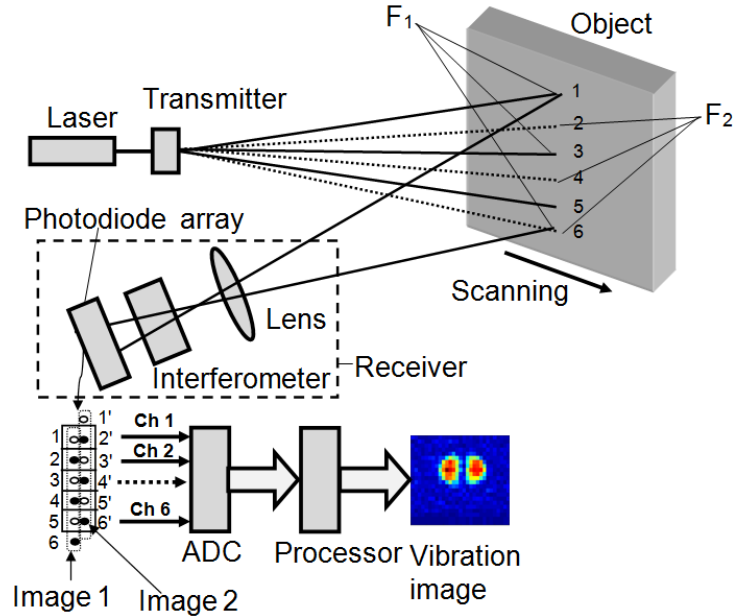 F1
Object
Transmitter
Laser
1
2
3
4
5
6
F2
Photodiode array
Scanning
Lens
Interferometer
Receiver
1'
1 2' Ch 1
2 3' Ch 2
3 4'
4 5'
5 6' Ch 6
6
ADC
Processor
Vibration
image
Image 1
Image 2